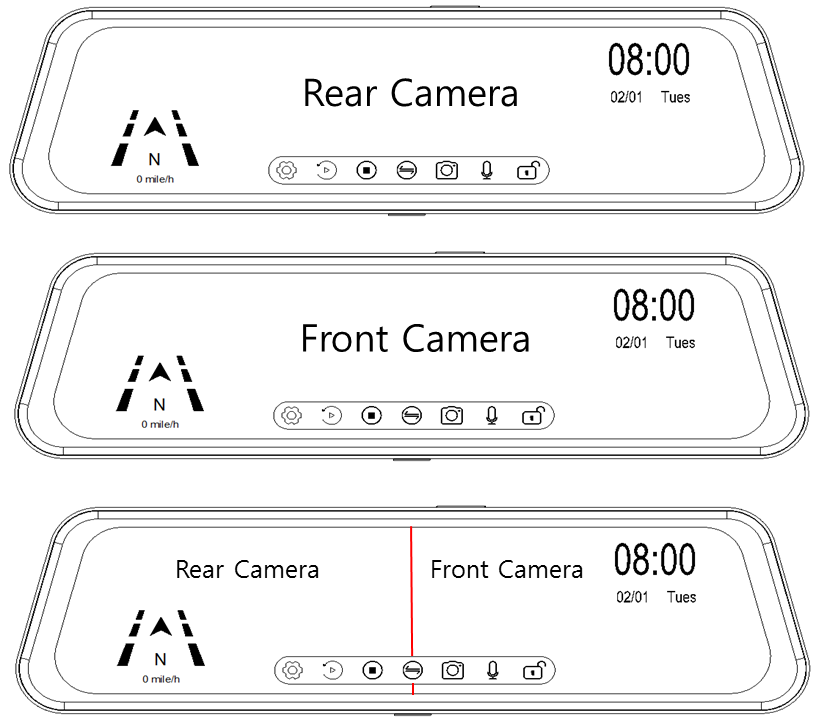 Rear Camera
08:00
02/01 Tues
N
0 mile/h
Front Camera
08:00
02/01 Tues
N
0 mile/h
Rear Camera
Front Camera
08:00
02/01 Tues
N
0 mile/h